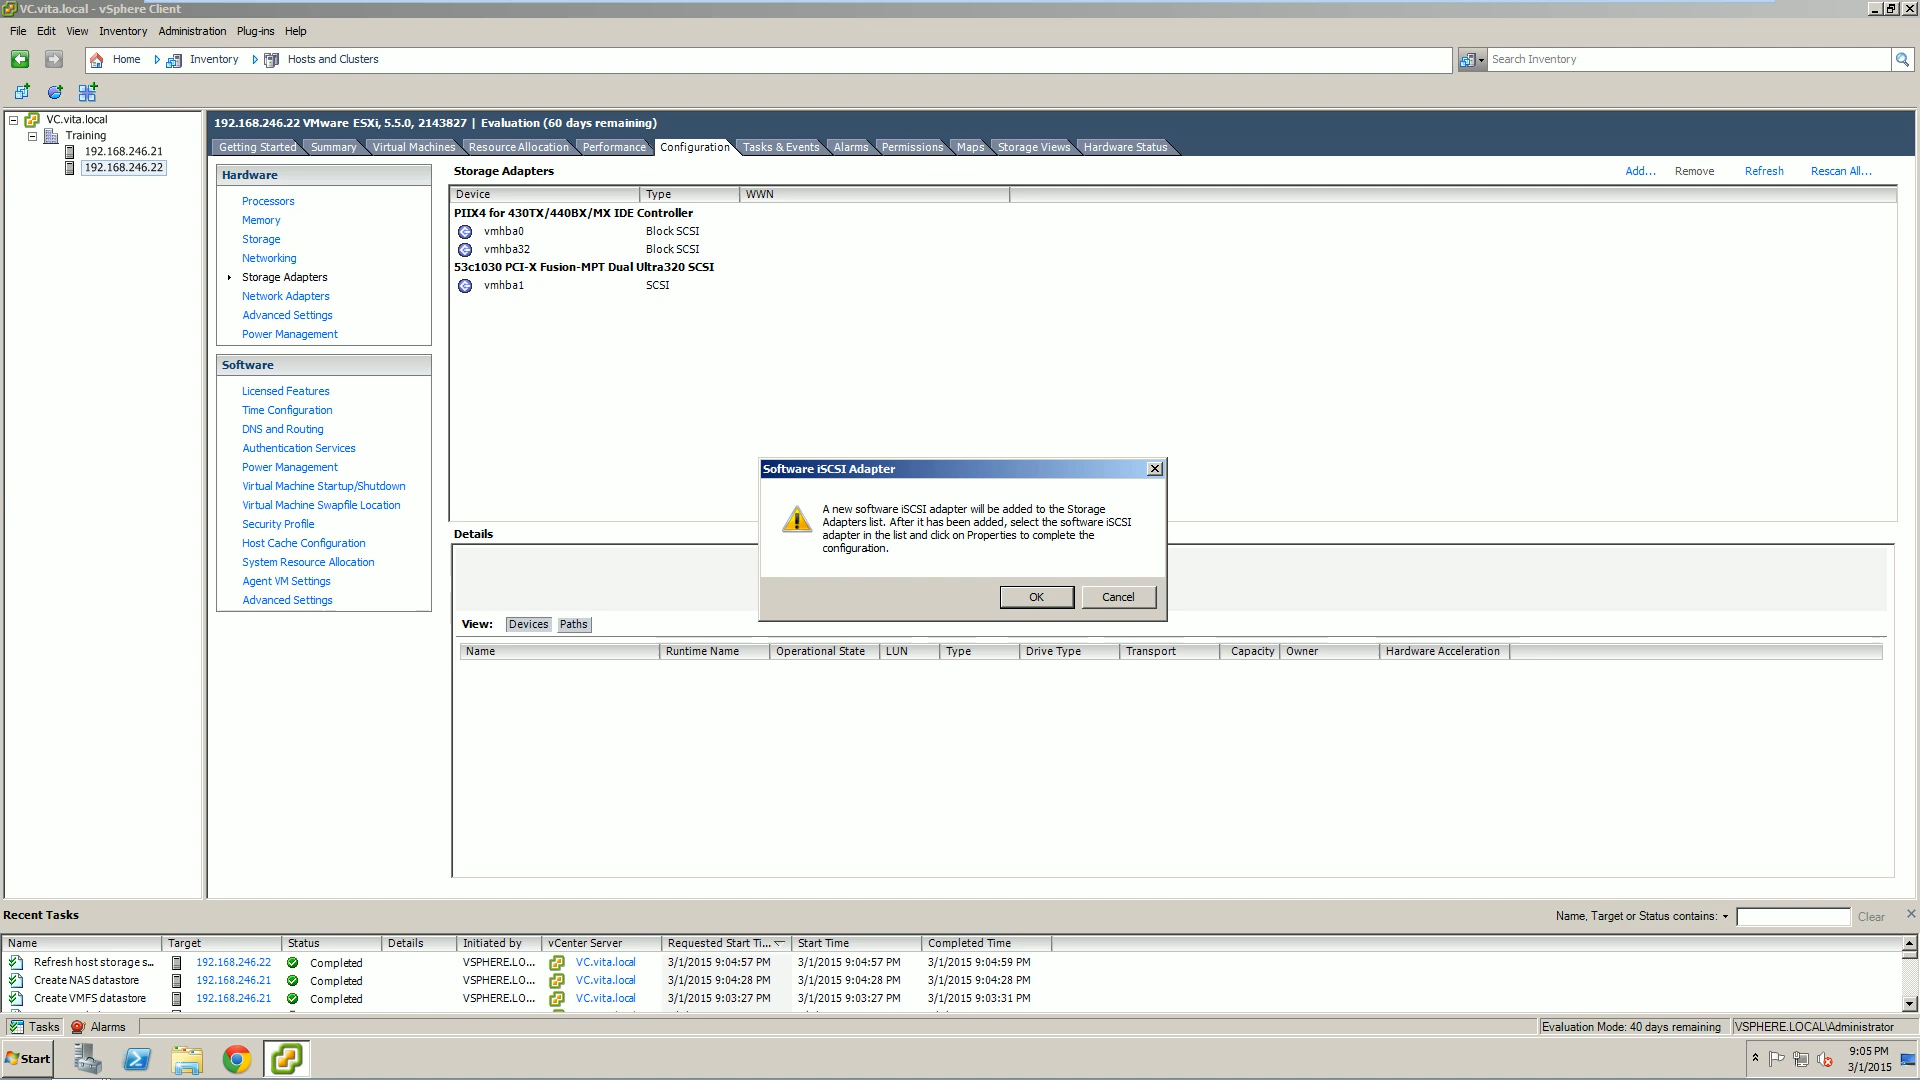 VC.vita.local - vSphere Client
File Edit View Inventory Administration Plug-ins Help
Home Inventory Hosts and Clusters
Search Inventory
VC.vita.local
Training
192.168.246.21
192.168.246.22
192.168.246.22 VMware ESXi, 5.5.0, 2143827 | Evaluation (60 days remaining)
Getting Started Summary Virtual Machines Resource Allocation Performance Configuration Tasks & Events Alarms Permissions Maps Storage Views Hardware Status
Hardware
Processors
Memory
Storage
Networking
Storage Adapters
Network Adapters
Advanced Settings
Power Management
Software
Licensed Features
Time Configuration
DNS and Routing
Authentication Services
Power Management
Virtual Machine Startup/Shutdown
Virtual Machine Swapfile Location
Security Profile
Host Cache Configuration
System Resource Allocation
Agent VM Settings
Advanced Settings
Storage Adapters
Add... Remove Refresh Rescan All...
Device Type WWN
PIIX4 for 430TX/440BX/MX IDE Controller
vmhba0 Block SCSI
vmhba32 Block SCSI
53c1030 PCI-X Fusion-MPT Dual Ultra320 SCSI
vmhba1 SCSI
Software iSCSI Adapter
A new software iSCSI adapter will be added to the Storage
Adapters list. After it has been added, select the software iSCSI
adapter in the list and click on Properties to complete the
configuration.
OK Cancel
Details
View: Devices Paths
Name Runtime Name Operational State LUN Type Drive Type Transport Capacity Owner Hardware Acceleration
Recent Tasks
Name, Target or Status contains: Clear
Name Target Status Details Initiated by vCenter Server Requested Start Ti... Start Time Completed Time
Refresh host storage s... 192.168.246.22 Completed VSPHERE.LO... VC.vita.local 3/1/2015 9:04:57 PM 3/1/2015 9:04:57 PM 3/1/2015 9:04:59 PM
Create NAS datastore 192.168.246.21 Completed VSPHERE.LO... VC.vita.local 3/1/2015 9:04:28 PM 3/1/2015 9:04:28 PM 3/1/2015 9:04:28 PM
Create VMFS datastore 192.168.246.21 Completed VSPHERE.LO... VC.vita.local 3/1/2015 9:03:27 PM 3/1/2015 9:03:27 PM 3/1/2015 9:03:31 PM
Tasks Alarms
Evaluation Mode: 40 days remaining VSPHERE.LOCAL\Administrator
Start
9:05 PM
3/1/2015